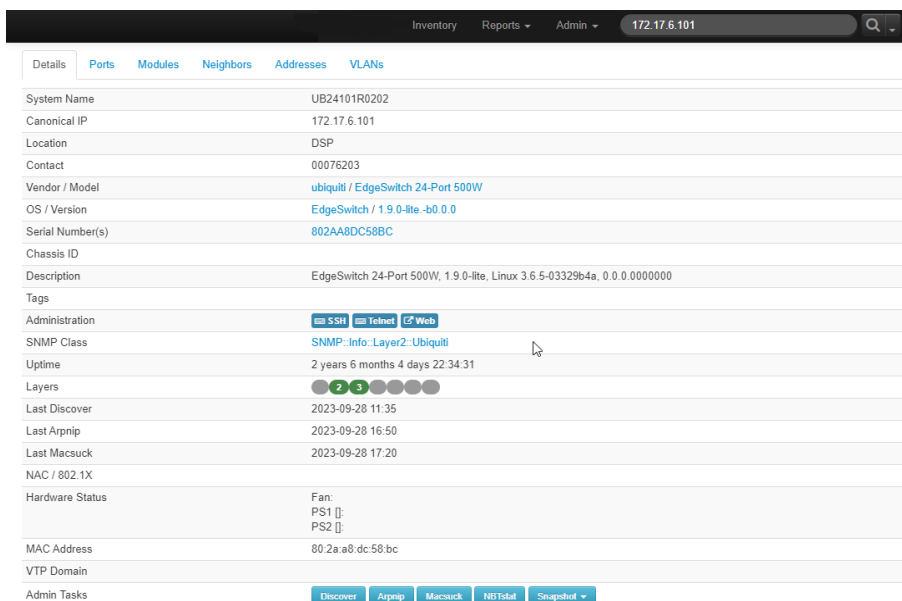 Inventory Reports Admin 172.17.6.101
Details Ports Modules Neighbors Addresses VLANs
System Name UB24101R0202
Canonical IP 172.17.6.101
Location DSP
Contact 00076203
Vendor / Model ubiquiti / EdgeSwitch 24-Port 500W
OS / Version EdgeSwitch / 1.9.0-lite.-b0.0.0
Serial Number(s) 802AA8DC58BC
Chassis ID
Description EdgeSwitch 24-Port 500W, 1.9.0-lite, Linux 3.6.5-03329b4a, 0.0.0.0000000
Tags
Administration SSH Telnet Web
SNMP Class SNMP::Info::Layer2::Ubiquiti
Uptime 2 years 6 months 4 days 22:34:31
Layers 2 3
Last Discover 2023-09-28 11:35
Last Arpnip 2023-09-28 16:50
Last Macsuck 2023-09-28 17:20
NAC / 802.1X
Hardware Status Fan:
PS1 []:
PS2 []:
MAC Address 80:2a:a8:dc:58:bc
VTP Domain
Admin Tasks Discover Arpnip Macsuck NBTstat Snapshot